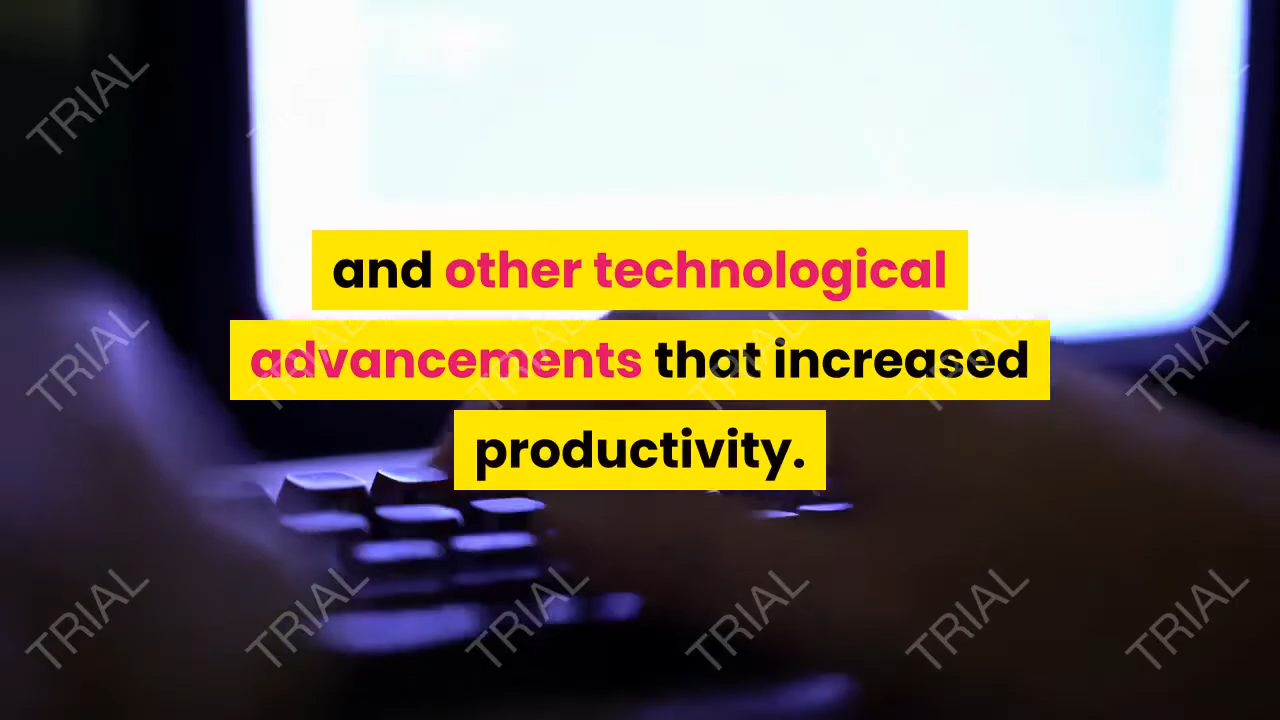 and other technological
advancements that increased
productivity.
TRIAL TRIAL TRIAL
TRIAL TRIAL TRIAL TRIAL TRIAL TRIAL
TRIAL TRIAL TRIAL TRIAL TRIAL TRIAL